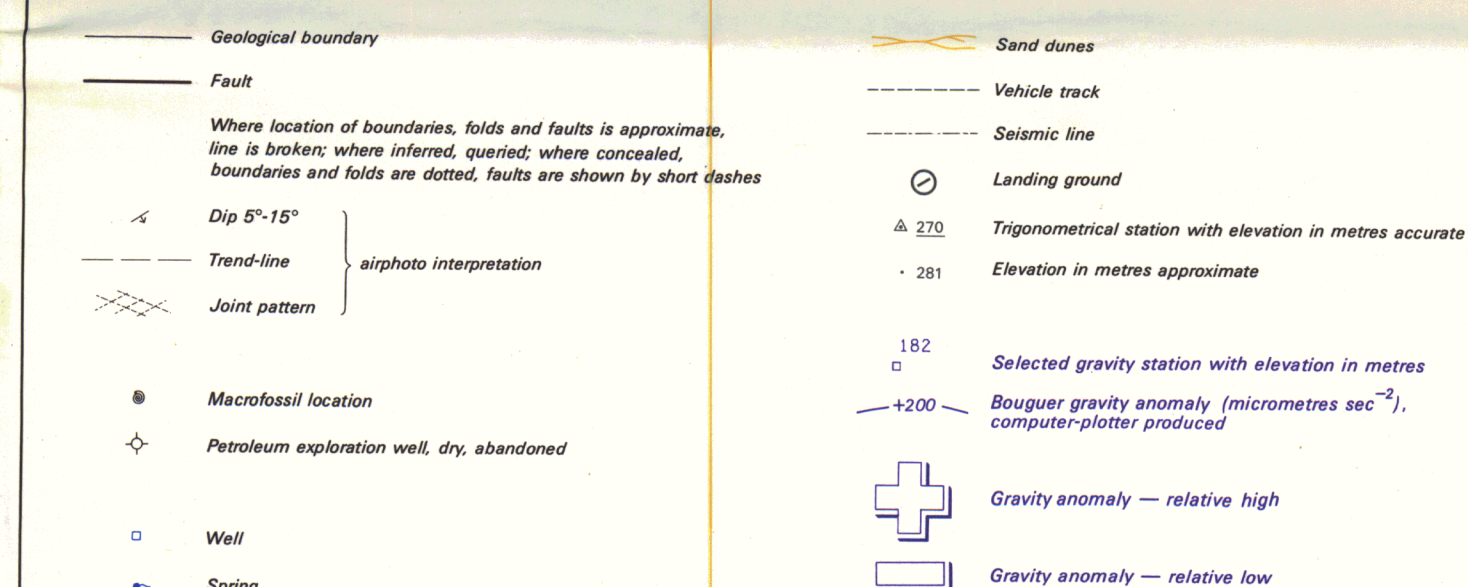 Geological boundary
Fault
Where location of boundaries, folds and faults is approximate,
line is broken; where inferred, queried; where concealed,
boundaries and folds are dotted, faults are shown by short dashes
Dip 5°-15°
Trend-line
airphoto interpretation
Joint pattern
Macrofossil location
Petroleum exploration well, dry, abandoned
Well
Spring
Sand dunes
Vehicle track
Seismic line
Landing ground
270 Trigonometrical station with elevation in metres accurate
281 Elevation in metres approximate
182
Selected gravity station with elevation in metres
+200 Bouguer gravity anomaly (micrometres sec⁻²),
computer-plotter produced
Gravity anomaly — relative high
Gravity anomaly — relative low